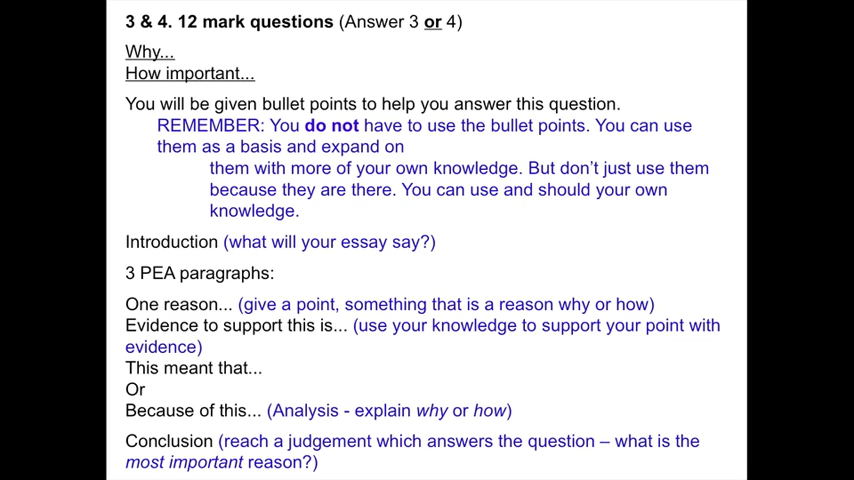 3 & 4. 12 mark questions (Answer 3 or 4)
Why...
How important...
You will be given bullet points to help you answer this question.
REMEMBER: You do not have to use the bullet points. You can use
them as a basis and expand on
them with more of your own knowledge. But don't just use them
because they are there. You can use and should your own
knowledge.
Introduction (what will your essay say?)
3 PEA paragraphs:
One reason... (give a point, something that is a reason why or how)
Evidence to support this is... (use your knowledge to support your point with
evidence)
This meant that...
Or
Because of this... (Analysis - explain why or how)
Conclusion (reach a judgement which answers the question – what is the
most important reason?)